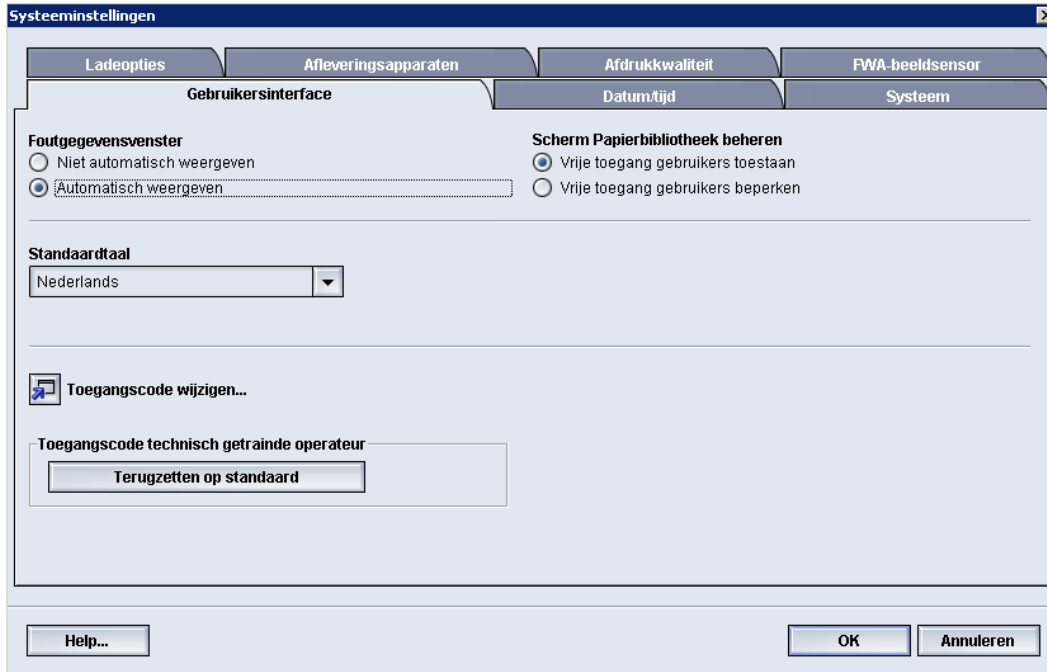 Systeeminstellingen
Ladeopties
Afleveringsapparaten
Afdrukkwaliteit
FWA-beeldsensor
Gebruikersinterface
Datum/tijd
Systeem
Foutgegevensvenster
Niet automatisch weergeven
Automatisch weergeven
Scherm Papierbibliotheek beheren
Vrije toegang gebruikers toestaan
Vrije toegang gebruikers beperken
Standaardtaal
Nederlands
Toegangscode wijzigen...
Toegangscode technisch getrainde operateur
Terugzetten op standaard
Help...
OK
Annuleren